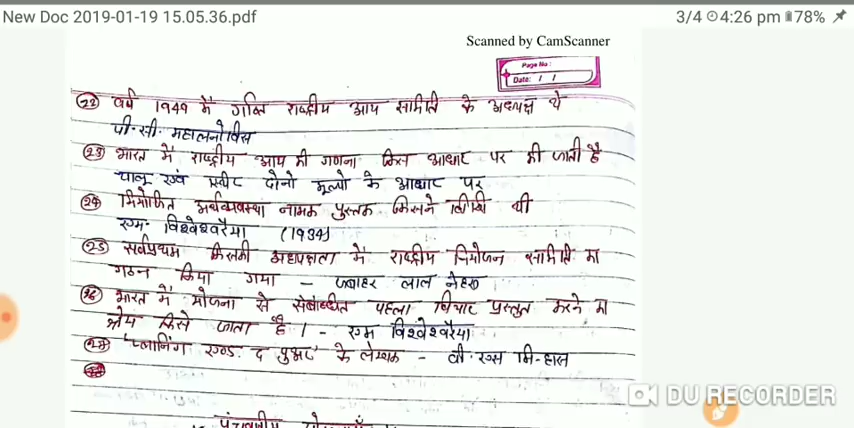 New Doc 2019-01-19 15.05.36.pdf 3/4 4:26 pm 78%
Scanned by CamScanner
Page No :
Date: / /
(22) वर्ष 1949 में गठित राष्ट्रीय आय समिति के अध्यक्ष थे
पी.सी. महालनोविस
(23) भारत में राष्ट्रीय आय की गणना किस आधार पर की जाती है
चालू एवं स्थिर दोनो मूल्यो के आधार पर
(24) नियोजित अर्थव्यवस्था नामक पुस्तक किसने लिखि थी
एम. विश्वेश्वरैया (1934)
(25) सर्वप्रथम किसकी अध्यक्षता में राष्ट्रीय नियोजन समिति का
गठन किया गया - जवाहर लाल नेहरु
(26) भारत में योजना से संबंधित पहला विचार प्रस्तुत करने का
श्रेय किसे जाता है । - एम विश्वेश्वरैया
(27) 'प्लानिंग एण्ड द पुअर' के लेखक - वी. एस मि-हास
DU RECORDER